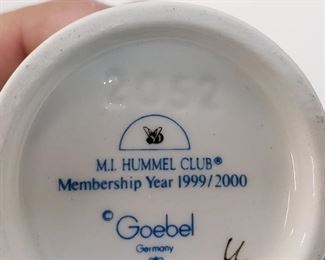 2052
M.I. HUMMEL CLUB®
Membership Year 1999/2000
© Goebel
Germany